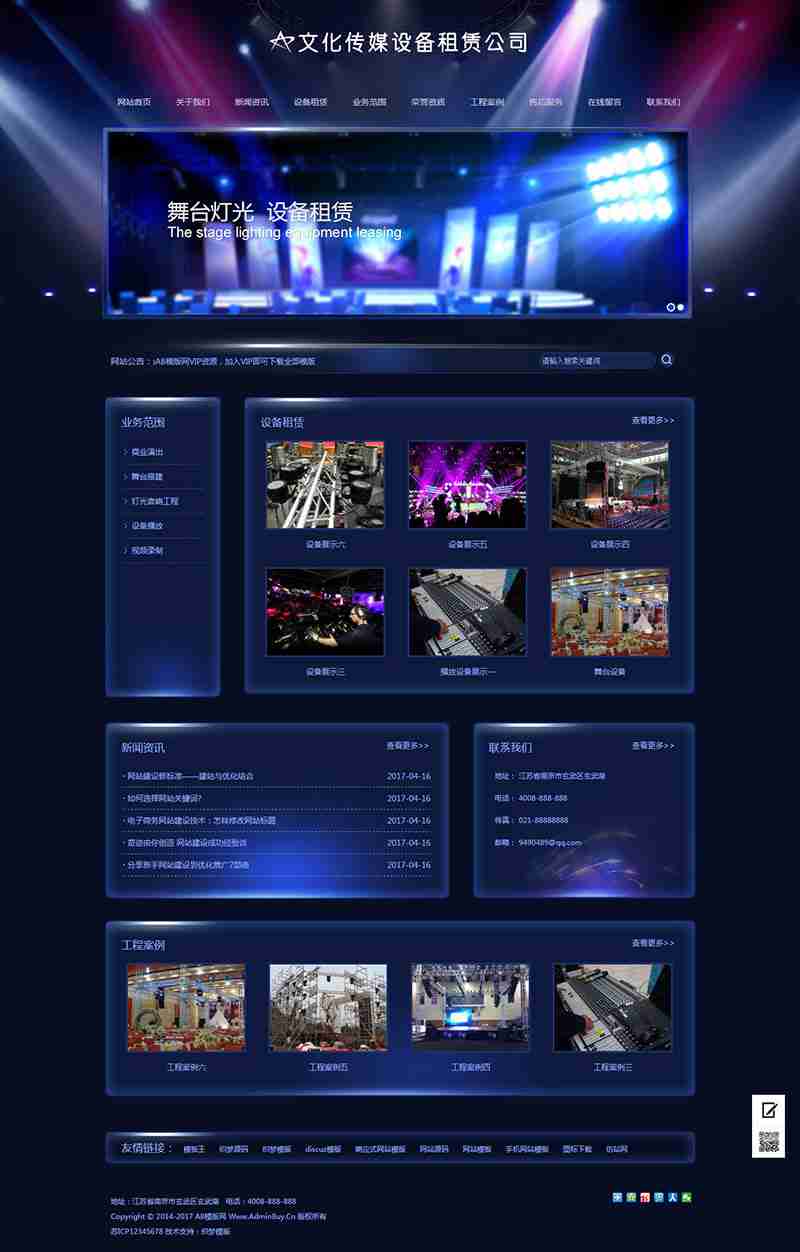 文化传媒设备租赁公司
网站首页 关于我们 新闻资讯 设备租赁 业务范围 荣誉资质 工程案例 售后服务 在线留言 联系我们
舞台灯光 设备租赁
The stage lighting equipment leasing
网站公告：AB模版网VIP资源，加入VIP即可下载全部模版
请输入搜索关键词
业务范围
商业演出
舞台搭建
灯光音响工程
设备播放
视频录制
设备租赁
查看更多>>
设备展示六 设备展示五 设备展示四
设备展示三 播放设备展示一 舞台设备
新闻资讯
查看更多>>
· 网站建设新标准——建站与优化结合 2017-04-16
· 如何选择网站关键词? 2017-04-16
· 电子商务网站建设技术：怎样修改网站标题 2017-04-16
网站建设成功经验谈 2017-04-16
· 分享新手网站建设到优化推广7部曲 2017-04-16
联系我们
查看更多>>
地址： 江苏省南京市玄武区玄武湖
电话： 4008-888-888
传真： 021-88888888
邮箱： 9490489@qq.com
工程案例
查看更多>>
工程案例六 工程案例五 工程案例四 工程案例三
友情链接： 模板王 织梦源码 织梦模版 discuz模版 响应式网站模版 网站源码 网站模版 手机网站模版 图标下载 仿站网
地址：江苏省南京市玄武区玄武湖 电话：4008-888-888
Copyright © 2014-2017 AB模版网 Www.AdminBuy.Cn 版权所有
苏ICP12345678 技术支持：织梦模版